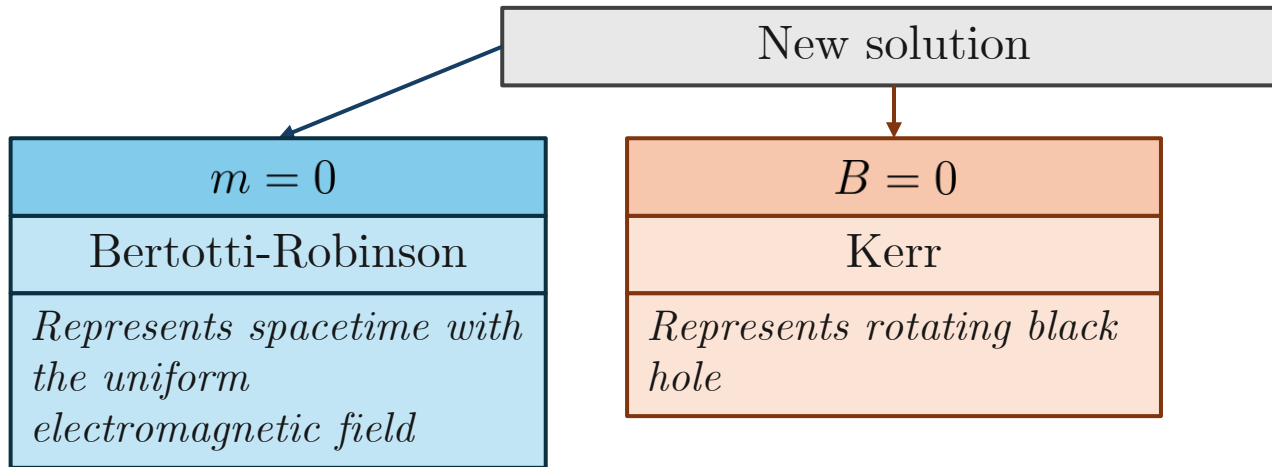 New solution
m = 0
Bertotti-Robinson
Represents spacetime with
the uniform
electromagnetic field
B = 0
Kerr
Represents rotating black
hole